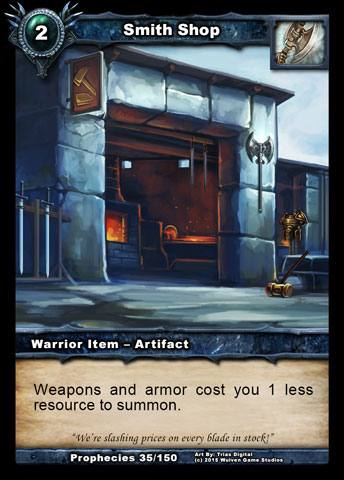 2
Smith Shop
Warrior Item – Artifact
Weapons and armor cost you 1 less
resource to summon.
"We're slashing prices on every blade in stock!"
Prophecies 35/150
Art By: Trias Digital
(c) 2015 Wulven Game Studios